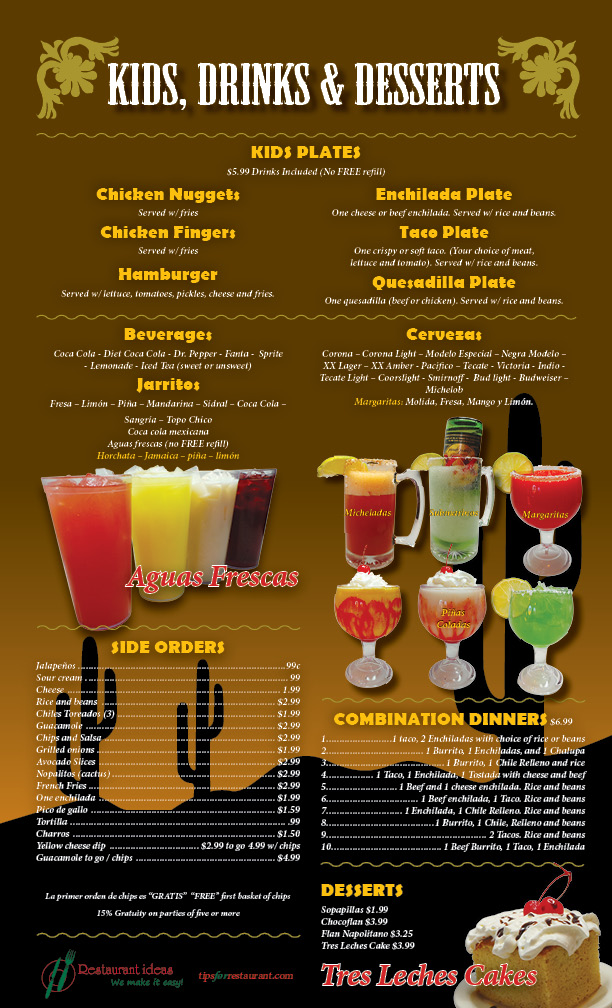 KIDS, DRINKS & DESSERTS
KIDS PLATES
$5.99 Drinks Included (No FREE refill)
Chicken Nuggets
Served w/ fries
Chicken Fingers
Served w/ fries
Hamburger
Served w/ lettuce, tomatoes, pickles, cheese and fries.
Enchilada Plate
One cheese or beef enchilada. Served w/ rice and beans.
Taco Plate
One crispy or soft taco. (Your choice of meat,
lettuce and tomato). Served w/ rice and beans.
Quesadilla Plate
One quesadilla (beef or chicken). Served w/ rice and beans.
Beverages
Coca Cola - Diet Coca Cola - Dr. Pepper - Fanta - Sprite
- Lemonade - Iced Tea (sweet or unsweet)
Jarritos
Fresa – Limón – Piña – Mandarina – Sidral – Coca Cola –
Sangría – Topo Chico
Coca cola mexicana
Aguas frescas (no FREE refill)
Horchata – Jamaica – piña – limón
Aguas Frescas
Cervezas
Corona – Corona Light – Modelo Especial – Negra Modelo –
XX Lager – XX Amber - Pacifico – Tecate - Victoria - Indio -
Tecate Light – Coorslight - Smirnoff - Bud light - Budweiser –
Michelob
Margaritas: Molida, Fresa, Mango y Limón.
Micheladas
Margaritas
Piñas
Coladas
SIDE ORDERS
Jalapeños ... 99c
Sour cream ... 99
Cheese ... 1.99
Rice and beans ... $2.99
Chiles Toreados (3) ... $1.99
Guacamole ... $2.99
Chips and Salsa ... $2.99
Grilled onions ... $1.99
Avocado Slices ... $2.99
Nopalitos (cactus) ... $2.99
French Fries ... $2.99
One enchilada ... $1.99
Pico de gallo ... $1.59
Tortilla ... .99
Charros ... $1.50
Yellow cheese dip ... $2.99 to go 4.99 w/ chips
Guacamole to go / chips ... $4.99
La primer orden de chips es "GRATIS" "FREE" first basket of chips
15% Gratuity on parties of five or more
Restaurant ideas
We make it easy!
tipsforrestaurant.com
COMBINATION DINNERS $6.99
1... 1 taco, 2 Enchiladas with choice of rice or beans
2... 1 Burrito, 1 Enchiladas, and 1 Chalupa
3... 1 Burrito, 1 Chile Relleno and rice
4... 1 Taco, 1 Enchilada, 1 Tostada with cheese and beef
5... 1 Beef and 1 cheese enchilada. Rice and beans
6... 1 Beef enchilada, 1 Taco. Rice and beans
7... 1 Enchilada, 1 Chile Relleno. Rice and beans
8... 1 Burrito, 1 Chile, Relleno and beans
9... 2 Tacos. Rice and beans
10... 1 Beef Burrito, 1 Taco, 1 Enchilada
DESSERTS
Sopapillas $1.99
Chocoflan $3.99
Flan Napolitano $3.25
Tres Leches Cake $3.99
Tres Leches Cakes